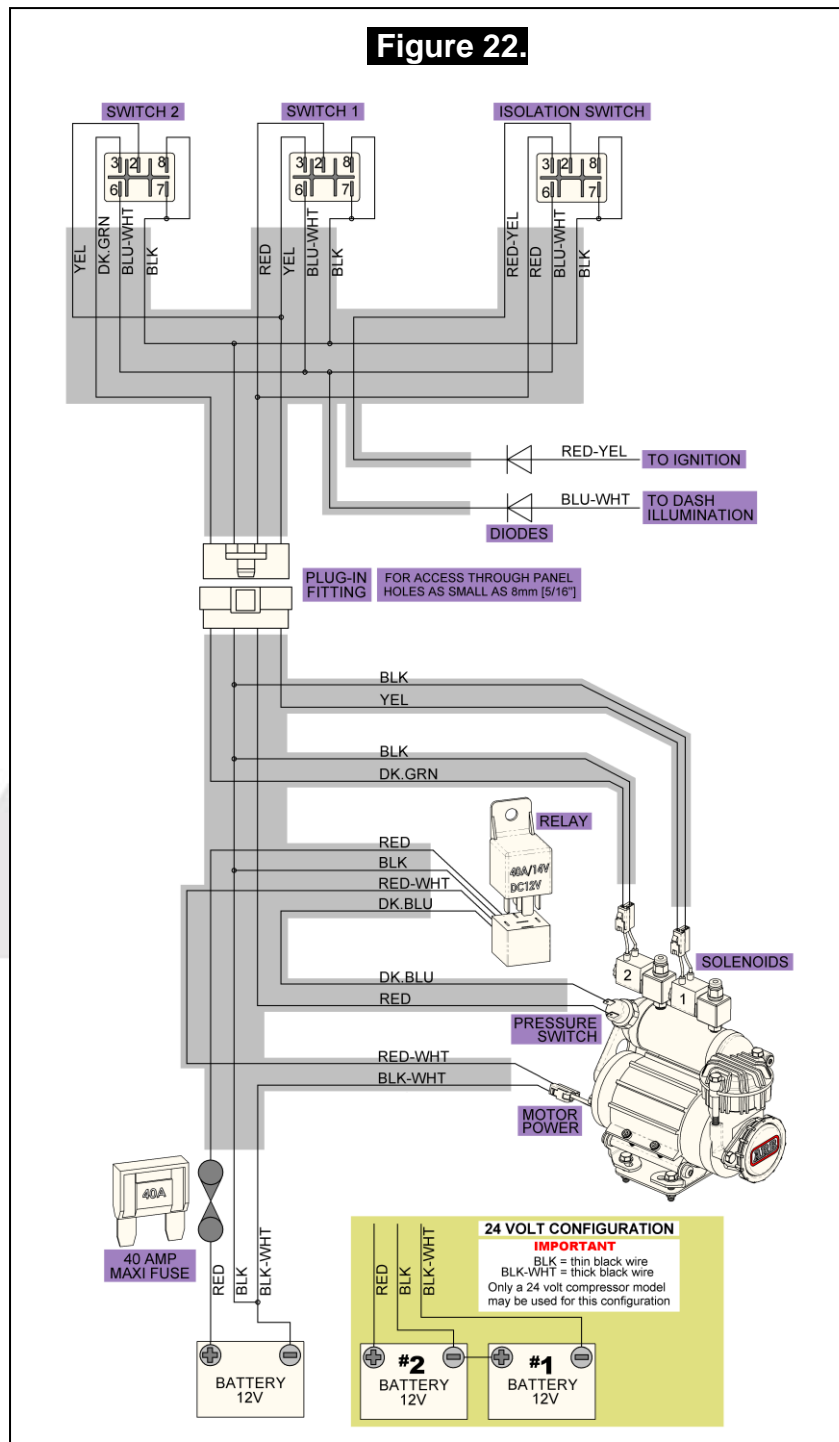 Figure 22.
SWITCH 2
SWITCH 1
ISOLATION SWITCH
3 2 8
6 7
3 2 8
6 7
3 2 8
6 7
YEL
DK.GRN
BLU-WHT
BLK
RED
YEL
BLU-WHT
BLK
RED-YEL
RED
BLU-WHT
BLK
RED-YEL
TO IGNITION
BLU-WHT
TO DASH
ILLUMINATION
DIODES
PLUG-IN
FITTING
FOR ACCESS THROUGH PANEL
HOLES AS SMALL AS 8mm [5/16"]
BLK
YEL
BLK
DK.GRN
RELAY
40A/14V
DC12V
RED
BLK
RED-WHT
DK.BLU
SOLENOIDS
2
1
DK.BLU
RED
PRESSURE
SWITCH
RED-WHT
BLK-WHT
MOTOR
POWER
ARB
40A
40 AMP
MAXI FUSE
RED
BLK
BLK-WHT
BATTERY
12V
24 VOLT CONFIGURATION
IMPORTANT
BLK = thin black wire
BLK-WHT = thick black wire
Only a 24 volt compressor model
may be used for this configuration
RED
BLK
BLK-WHT
#2
BATTERY
12V
#1
BATTERY
12V